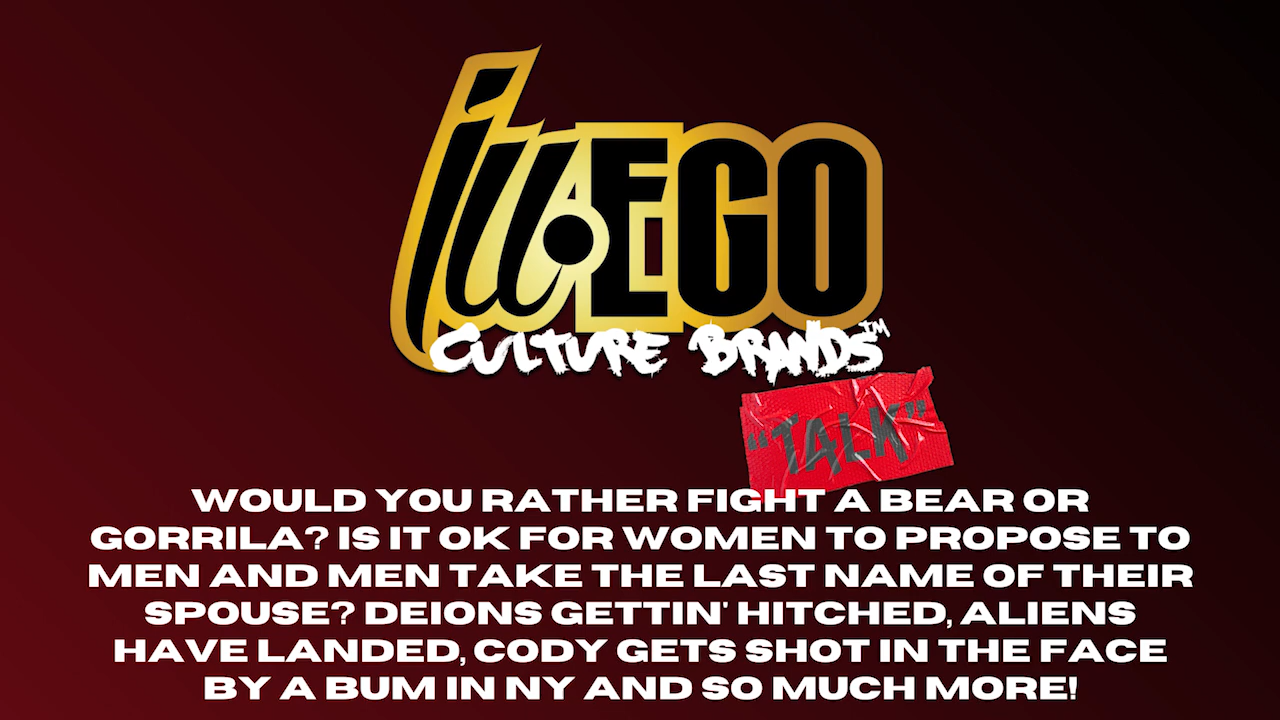 ill.EGO
CULTURE BRANDS™
"TALK"
WOULD YOU RATHER FIGHT A BEAR OR
GORRILA? IS IT OK FOR WOMEN TO PROPOSE TO
MEN AND MEN TAKE THE LAST NAME OF THEIR
SPOUSE? DEIONS GETTIN' HITCHED, ALIENS
HAVE LANDED, CODY GETS SHOT IN THE FACE
BY A BUM IN NY AND SO MUCH MORE!